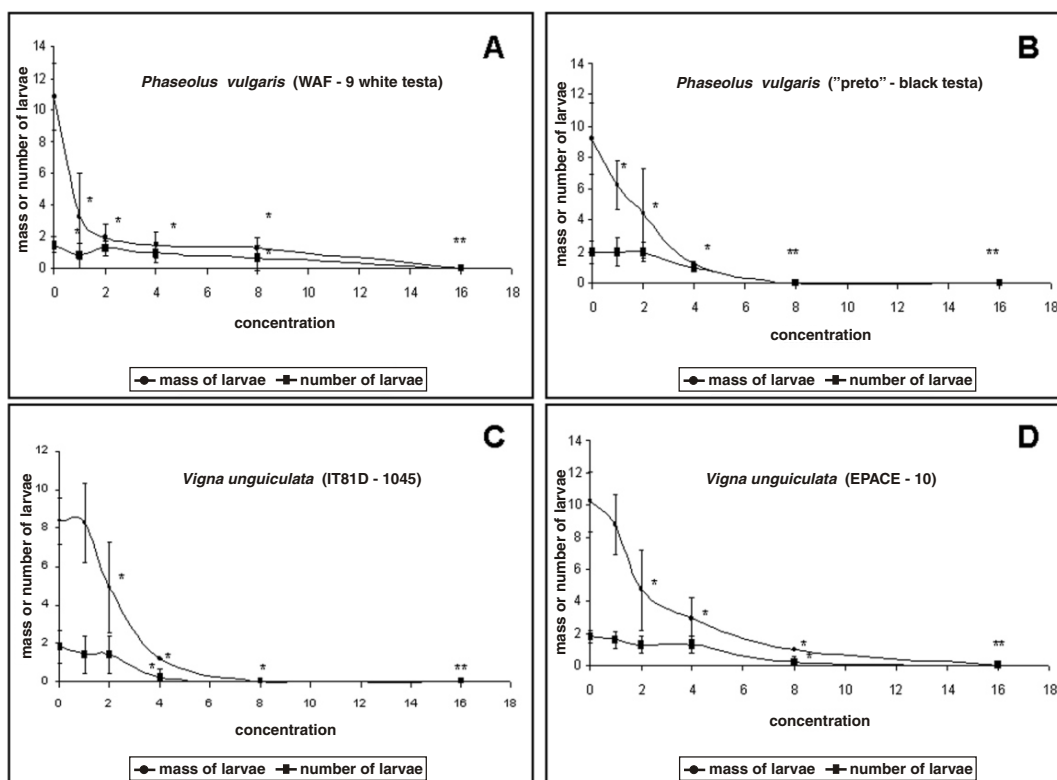 A
Phaseolus vulgaris (WAF - 9 white testa)
mass or number of larvae
14
12
10
8
6
4
2
0
* * * * * * **
0 2 4 6 8 10 12 14 16 18
concentration
mass of larvae number of larvae
B
Phaseolus vulgaris ("preto" - black testa)
mass or number of larvae
14
12
10
8
6
4
2
0
* * * ** **
0 2 4 6 8 10 12 14 16 18
concentration
mass of larvae number of larvae
C
Vigna unguiculata (IT81D - 1045)
mass or number of larvae
12
10
8
6
4
2
0
* * * * **
0 2 4 6 8 10 12 14 16 18
concentration
mass of larvae number of larvae
D
Vigna unguiculata (EPACE - 10)
mass or number of larvae
14
12
10
8
6
4
2
0
* * * * **
0 2 4 6 8 10 12 14 16 18
concentration
mass of larvae number of larvae